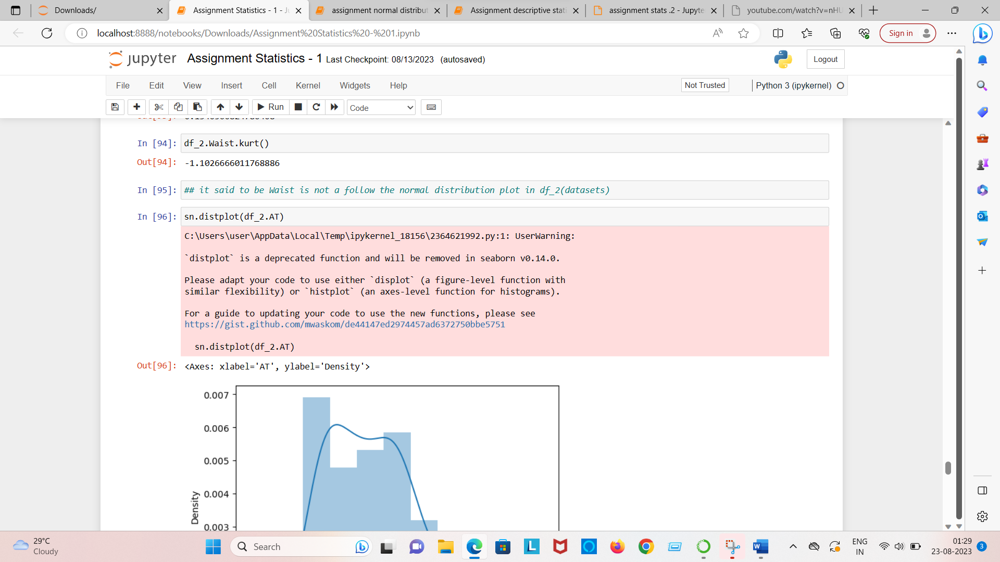 Downloads/
Assignment Statistics - 1 - Ju
assignment normal distribut
Assignment descriptive stati
assignment stats .2 - Jupyte
youtube.com/watch?v=nHU
localhost:8888/notebooks/Downloads/Assignment%20Statistics%20-%201.ipynb
Sign in
jupyter Assignment Statistics - 1 Last Checkpoint: 08/13/2023 (autosaved)
Logout
File Edit View Insert Cell Kernel Widgets Help
Not Trusted
Python 3 (ipykernel)
Run
Code
In [94]: df_2.Waist.kurt()
Out[94]: -1.1026666011768886
In [95]: ## it said to be Waist is not a follow the normal distribution plot in df_2(datasets)
In [96]: sn.distplot(df_2.AT)
C:\Users\user\AppData\Local\Temp\ipykernel_18156\2364621992.py:1: UserWarning:
`distplot` is a deprecated function and will be removed in seaborn v0.14.0.
Please adapt your code to use either `displot` (a figure-level function with
similar flexibility) or `histplot` (an axes-level function for histograms).
For a guide to updating your code to use the new functions, please see
https://gist.github.com/mwaskom/de44147ed2974457ad6372750bbe5751
sn.distplot(df_2.AT)
Out[96]: <Axes: xlabel='AT', ylabel='Density'>
0.007
0.006
0.005
0.004
0.003
Density
29°C
Cloudy
Search
ENG
IN
01:29
23-08-2023
3